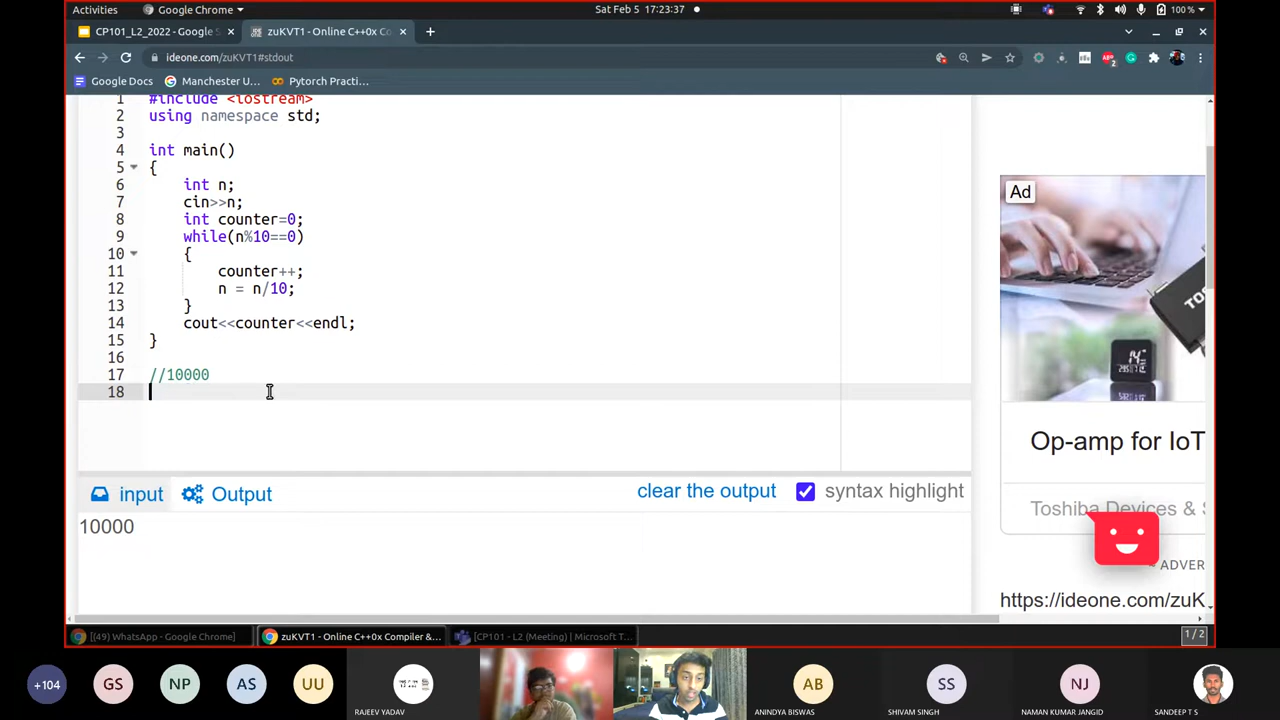 Activities
Google Chrome
Sat Feb 5 17:23:37
100 %
CP101_L2_2022 - Google S
zuKVT1 - Online C++0x Co
ideone.com/zuKVT1#stdout
Google Docs
Manchester U...
Pytorch Practi...
1 #include <iostream>
2 using namespace std;
3
4 int main()
5 {
6 int n;
7 cin>>n;
8 int counter=0;
9 while(n%10==0)
10 {
11 counter++;
12 n = n/10;
13 }
14 cout<<counter<<endl;
15 }
16
17 //10000
18
input
Output
clear the output
syntax highlight
10000
Ad
Op-amp for IoT
Toshiba Devices & S
ADVER
https://ideone.com/zuK
[(49) WhatsApp - Google Chrome]
zuKVT1 - Online C++0x Compiler &...
[CP101 - L2 (Meeting) | Microsoft T...
1 / 2
+104
GS
NP
AS
UU
RAJEEV YADAV
AB
ANINDYA BISWAS
SS
SHIVAM SINGH
NJ
NAMAN KUMAR JANGID
SANDEEP T S